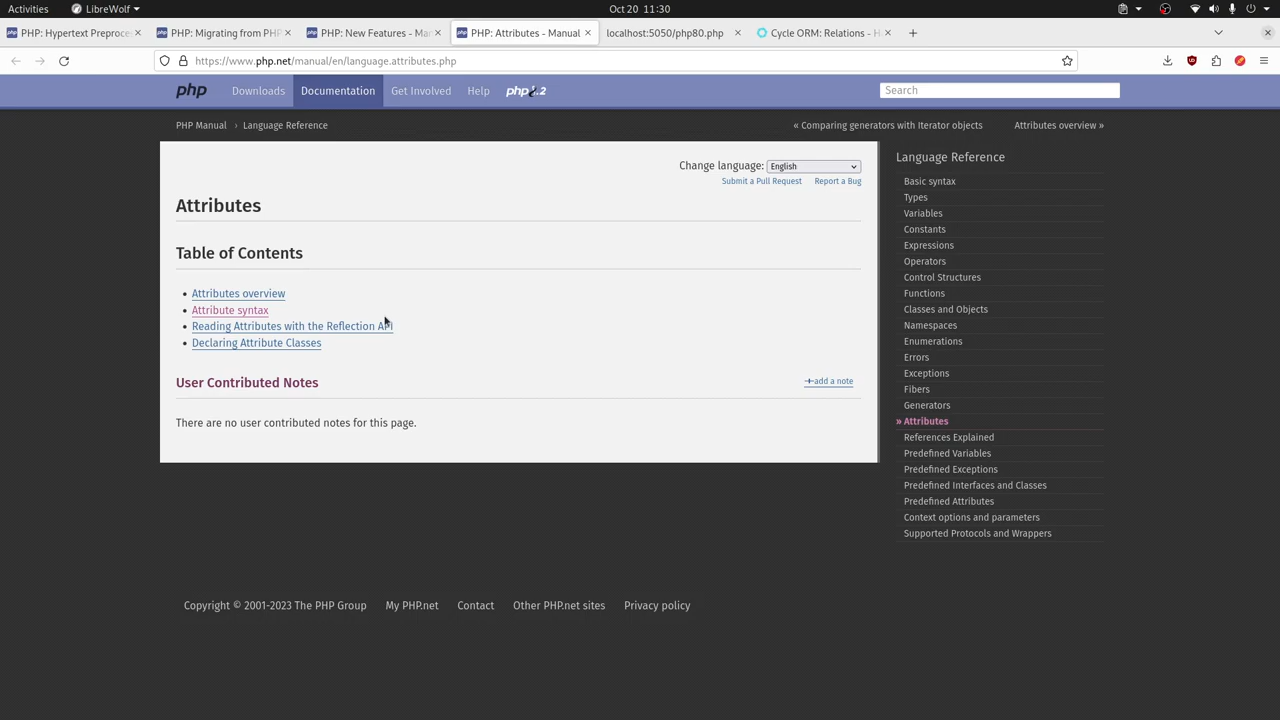 Activities LibreWolf Oct 20 11:30
PHP: Hypertext Preproce PHP: Migrating from PHP PHP: New Features - Ma PHP: Attributes - Manual localhost:5050/php80.php Cycle ORM: Relations - H
https://www.php.net/manual/en/language.attributes.php
php Downloads Documentation Get Involved Help Search
PHP Manual › Language Reference « Comparing generators with Iterator objects Attributes overview »
Change language: English
Submit a Pull Request Report a Bug
Attributes
Table of Contents
• Attributes overview
• Attribute syntax
• Reading Attributes with the Reflection API
• Declaring Attribute Classes
User Contributed Notes
add a note
There are no user contributed notes for this page.
Language Reference
Basic syntax
Types
Variables
Constants
Expressions
Operators
Control Structures
Functions
Classes and Objects
Namespaces
Enumerations
Errors
Exceptions
Fibers
Generators
» Attributes
References Explained
Predefined Variables
Predefined Exceptions
Predefined Interfaces and Classes
Predefined Attributes
Context options and parameters
Supported Protocols and Wrappers
Copyright © 2001-2023 The PHP Group My PHP.net Contact Other PHP.net sites Privacy policy